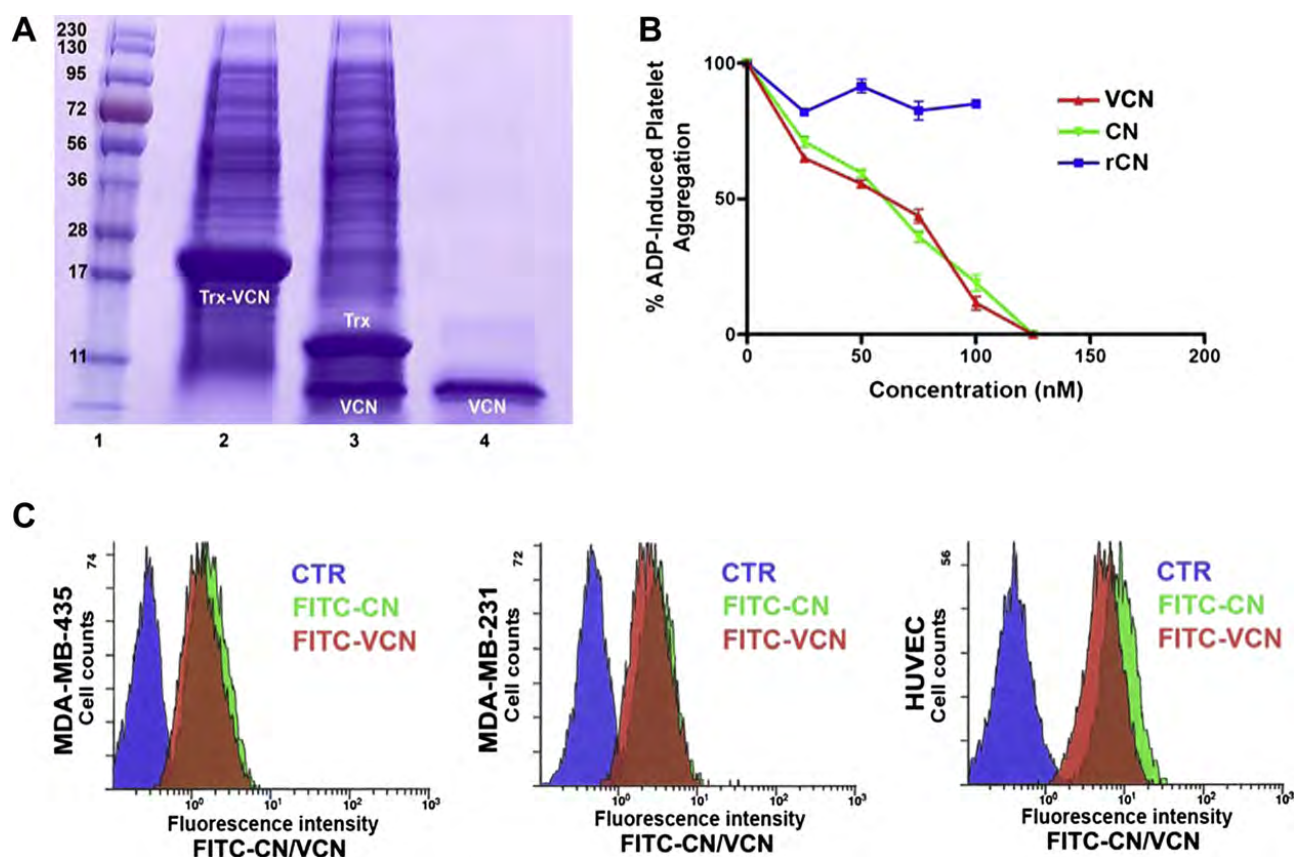 A
230
130
95
72
56
36
28
17
11
Trx-VCN
Trx
VCN
VCN
1 2 3 4
B
% ADP-Induced Platelet
Aggregation
100
50
0
0 50 100 150 200
Concentration (nM)
VCN
CN
rCN
C
MDA-MB-435
Cell counts
74
CTR
FITC-CN
FITC-VCN
10⁰ 10¹ 10² 10³
Fluorescence intensity
FITC-CN/VCN
MDA-MB-231
Cell counts
72
CTR
FITC-CN
FITC-VCN
10⁰ 10¹ 10² 10³
Fluorescence intensity
FITC-CN/VCN
HUVEC
Cell counts
56
CTR
FITC-CN
FITC-VCN
10⁰ 10¹ 10² 10³
Fluorescence intensity
FITC-CN/VCN